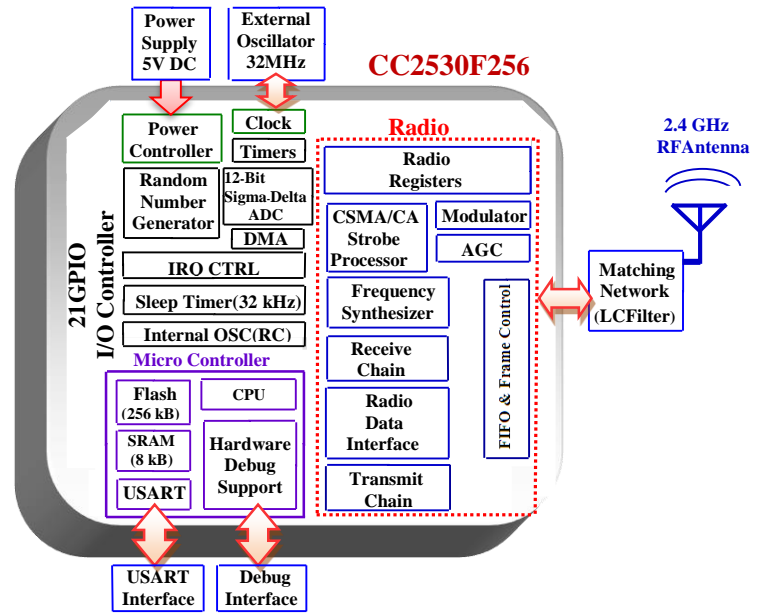 Power
Supply
5V DC
External
Oscillator
32MHz
CC2530F256
Power
Controller
Clock
Timers
Random
Number
Generator
12-Bit
Sigma-Delta
ADC
DMA
IRO CTRL
Sleep Timer(32 kHz)
Internal OSC(RC)
21GPIO
I/O Controller
Micro Controller
Flash
(256 kB)
CPU
SRAM
(8 kB)
Hardware
Debug
Support
USART
Radio
Radio
Registers
CSMA/CA
Strobe
Processor
Modulator
AGC
Frequency
Synthesizer
Receive
Chain
Radio
Data
Interface
Transmit
Chain
FIFO & Frame Control
2.4 GHz
RFAntenna
Matching
Network
(LCFilter)
USART
Interface
Debug
Interface